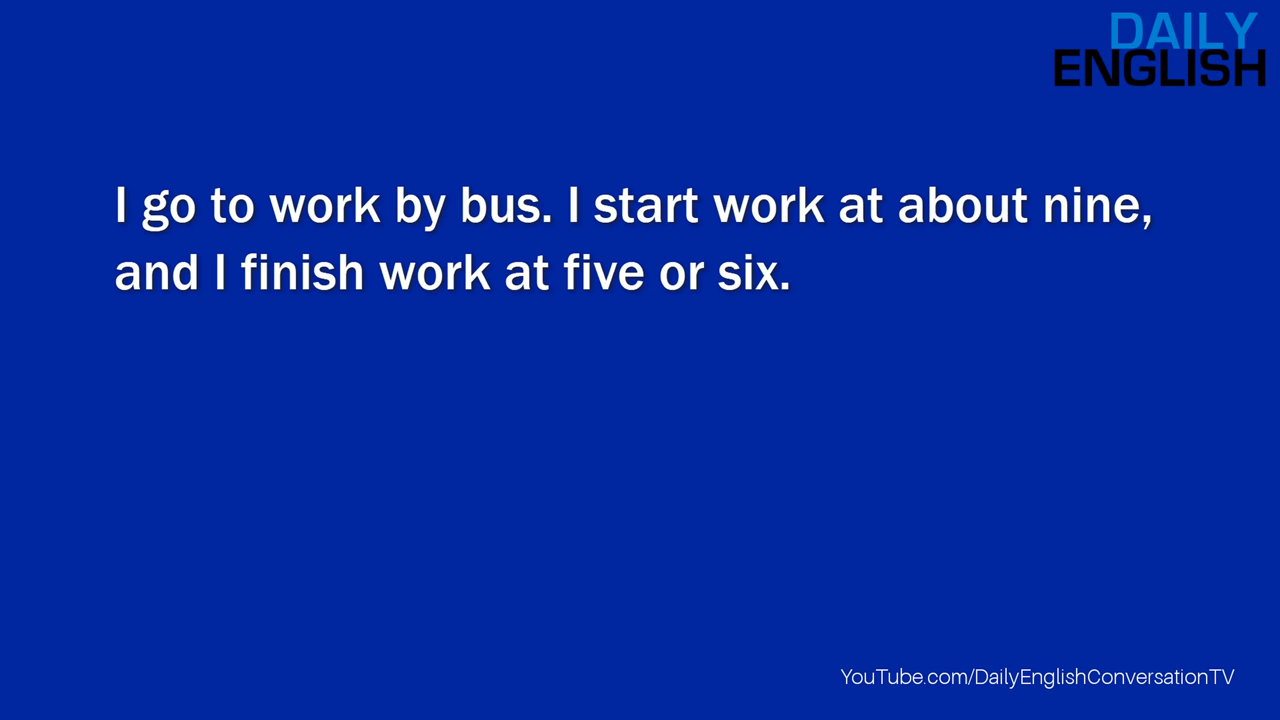 DAILY
ENGLISH
I go to work by bus. I start work at about nine,
and I finish work at five or six.
YouTube.com/DailyEnglishConversationTV